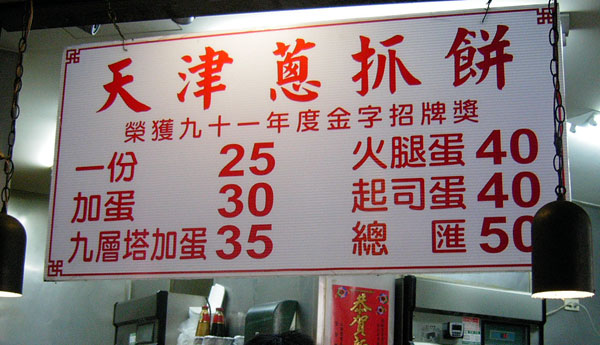 天津蔥抓餅
榮獲九十一年度金字招牌獎
一份 25
加蛋 30
九層塔加蛋 35
火腿蛋 40
起司蛋 40
總匯 50
恭賀